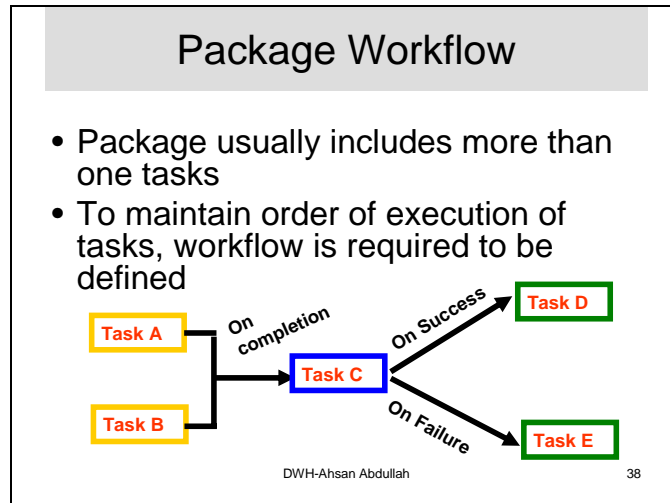 Package Workflow
• Package usually includes more than
one tasks
• To maintain order of execution of
tasks, workflow is required to be
defined
Task A
On
completion
Task B
Task C
On Success
On Failure
Task D
Task E
DWH-Ahsan Abdullah
38